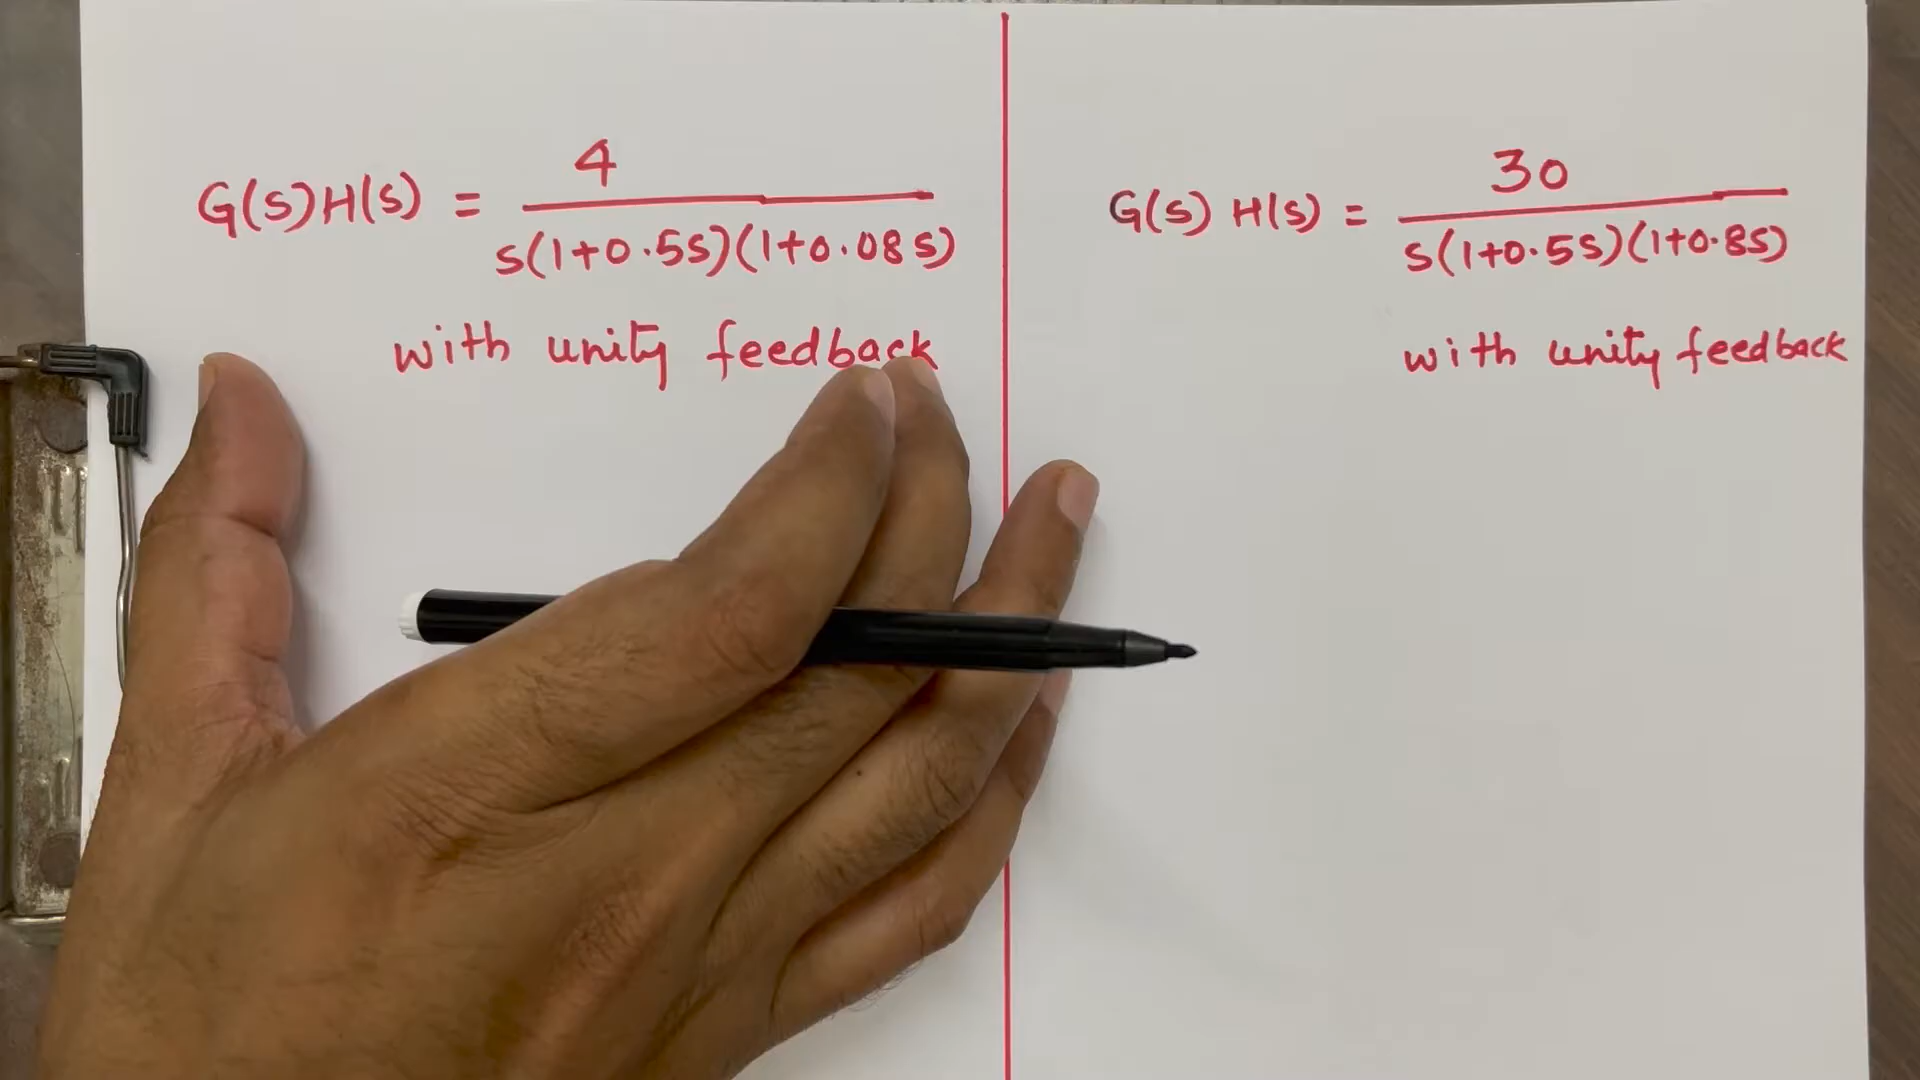 G(s)H(s) = 4
s(1+0.5s)(1+0.08s)
with unity feedback
G(s) H(s) = 30
s(1+0.5s)(1+0.8s)
with unity feedback